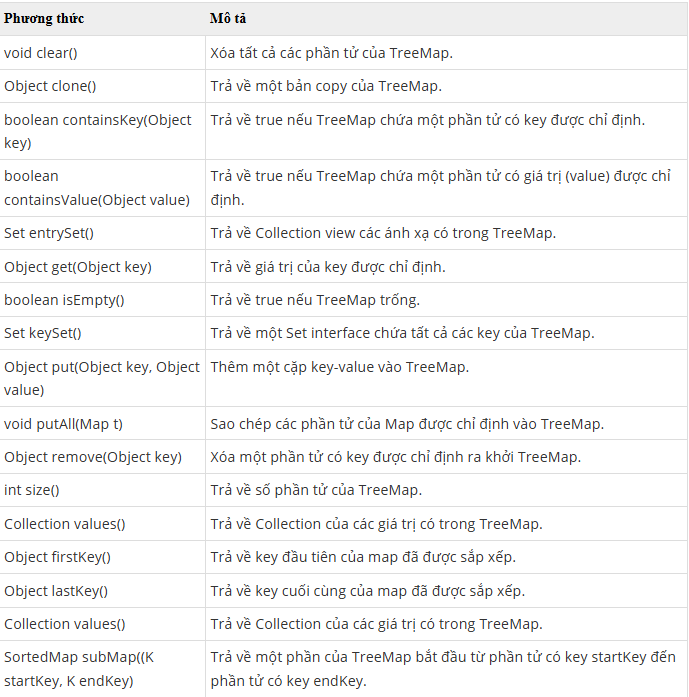 Phương thức Mô tả
void clear() Xóa tất cả các phần tử của TreeMap.
Object clone() Trả về một bản copy của TreeMap.
boolean containsKey(Object Trả về true nếu TreeMap chứa một phần tử có key được chỉ định.
key)
boolean Trả về true nếu TreeMap chứa một phần tử có giá trị (value) được chỉ
containsValue(Object value) định.
Set entrySet() Trả về Collection view các ánh xạ có trong TreeMap.
Object get(Object key) Trả về giá trị của key được chỉ định.
boolean isEmpty() Trả về true nếu TreeMap trống.
Set keySet() Trả về một Set interface chứa tất cả các key của TreeMap.
Object put(Object key, Object Thêm một cặp key-value vào TreeMap.
value)
void putAll(Map t) Sao chép các phần tử của Map được chỉ định vào TreeMap.
Object remove(Object key) Xóa một phần tử có key được chỉ định ra khởi TreeMap.
int size() Trả về số phần tử của TreeMap.
Collection values() Trả về Collection của các giá trị có trong TreeMap.
Object firstKey() Trả về key đầu tiên của map đã được sắp xếp.
Object lastKey() Trả về key cuối cùng của map đã được sắp xếp.
Collection values() Trả về Collection của các giá trị có trong TreeMap.
SortedMap subMap((K Trả về một phần của TreeMap bắt đầu từ phần tử có key startKey đến
startKey, K endKey) phần tử có key endKey.